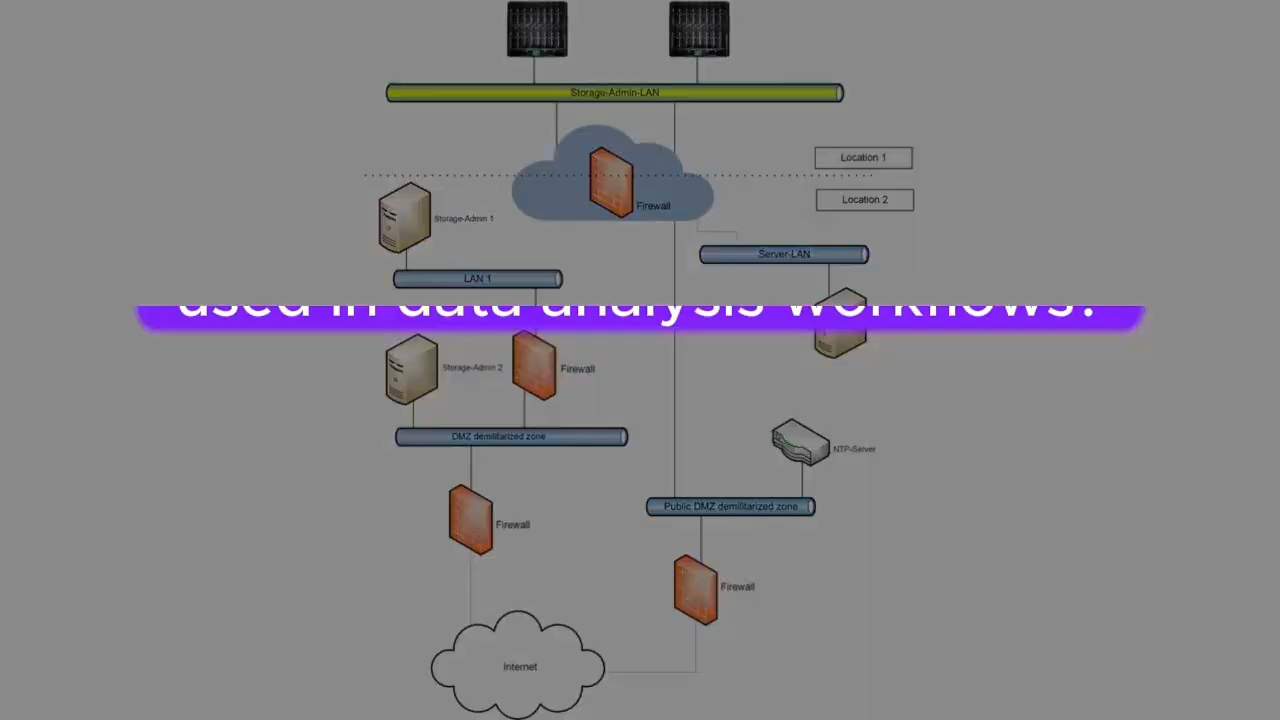 Storage-Admin-LAN
Location 1
Firewall
Location 2
Storage-Admin 1
Server-LAN
LAN 1
used in data analysis workflows?
Storage-Admin 2
Firewall
DMZ demilitarized zone
NTP-Server
Public DMZ demilitarized zone
Firewall
Firewall
Internet